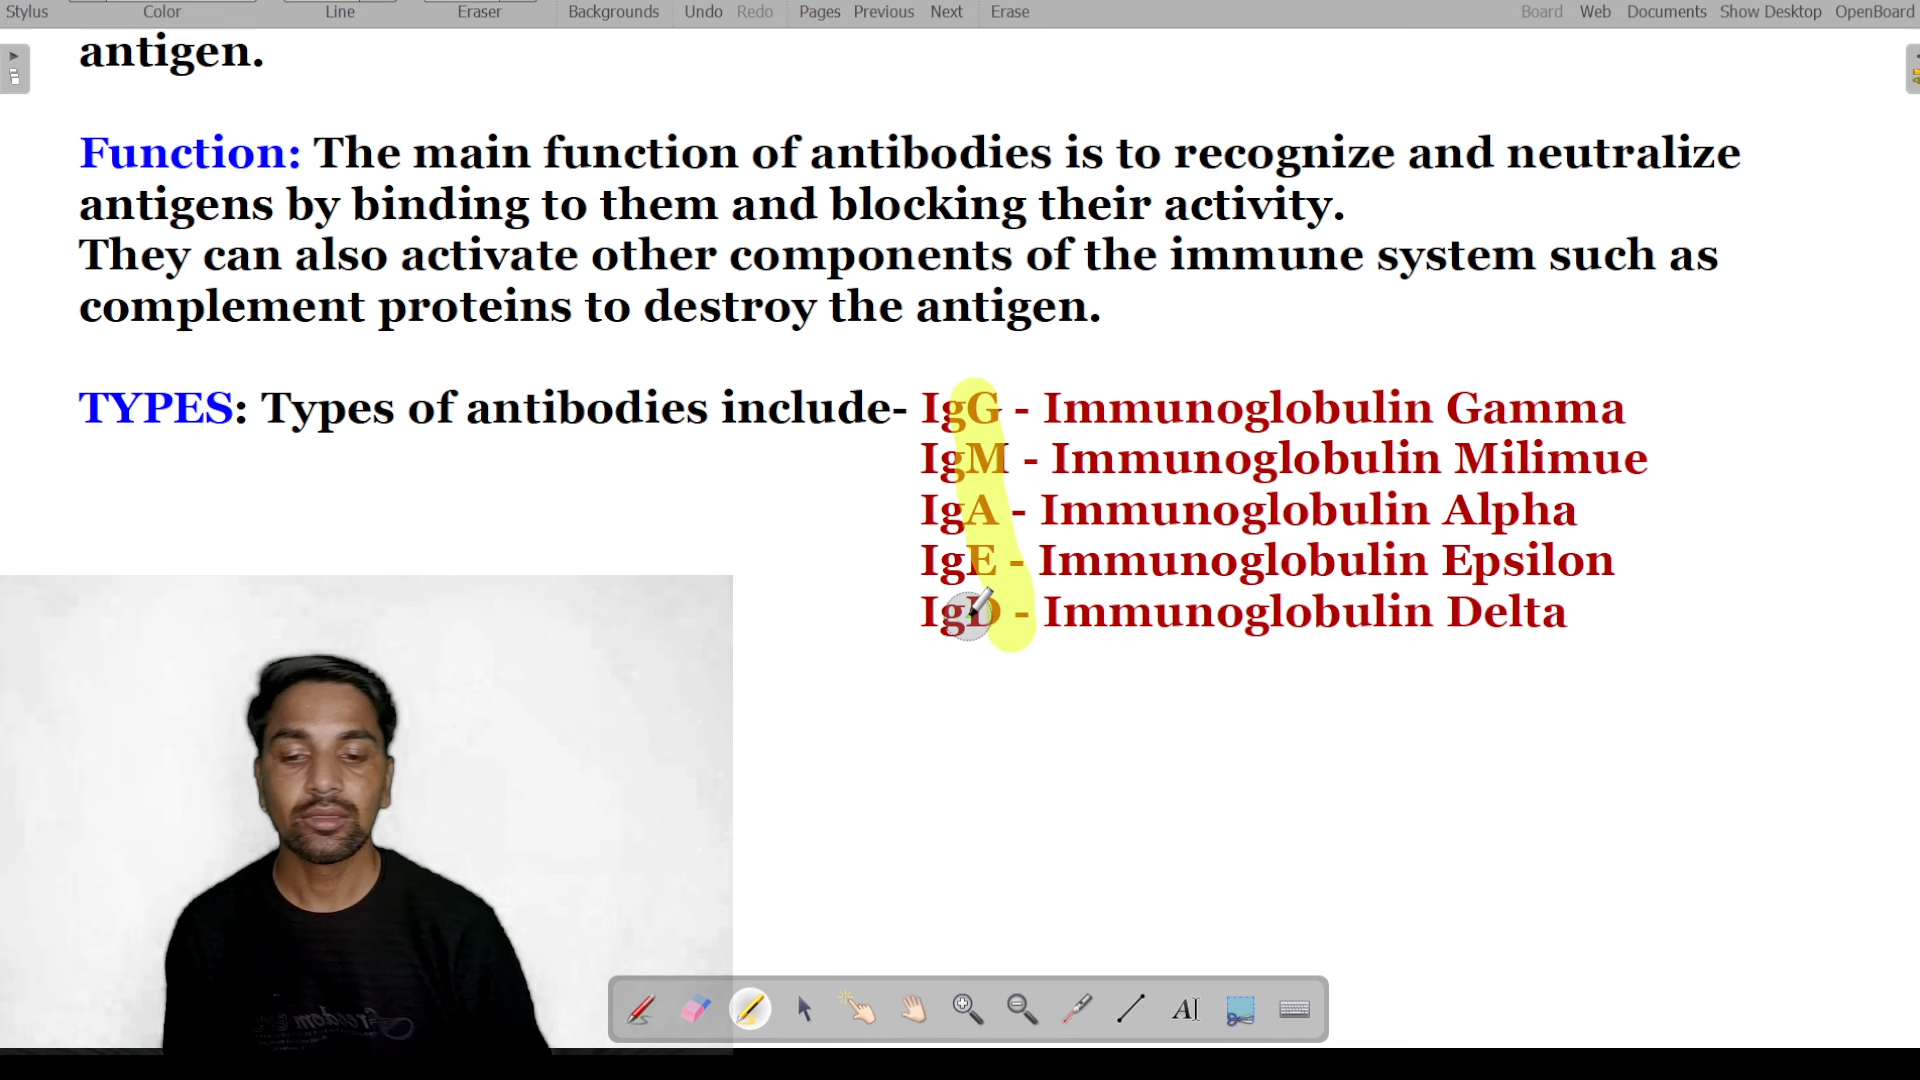 Stylus Color Line Eraser Backgrounds Undo Redo Pages Previous Next Erase Board Web Documents Show Desktop OpenBoard
antigen.
Function: The main function of antibodies is to recognize and neutralize
antigens by binding to them and blocking their activity.
They can also activate other components of the immune system such as
complement proteins to destroy the antigen.
TYPES: Types of antibodies include- IgG - Immunoglobulin Gamma
IgM - Immunoglobulin Milimue
IgA - Immunoglobulin Alpha
IgE - Immunoglobulin Epsilon
IgD - Immunoglobulin Delta
freedom
AI